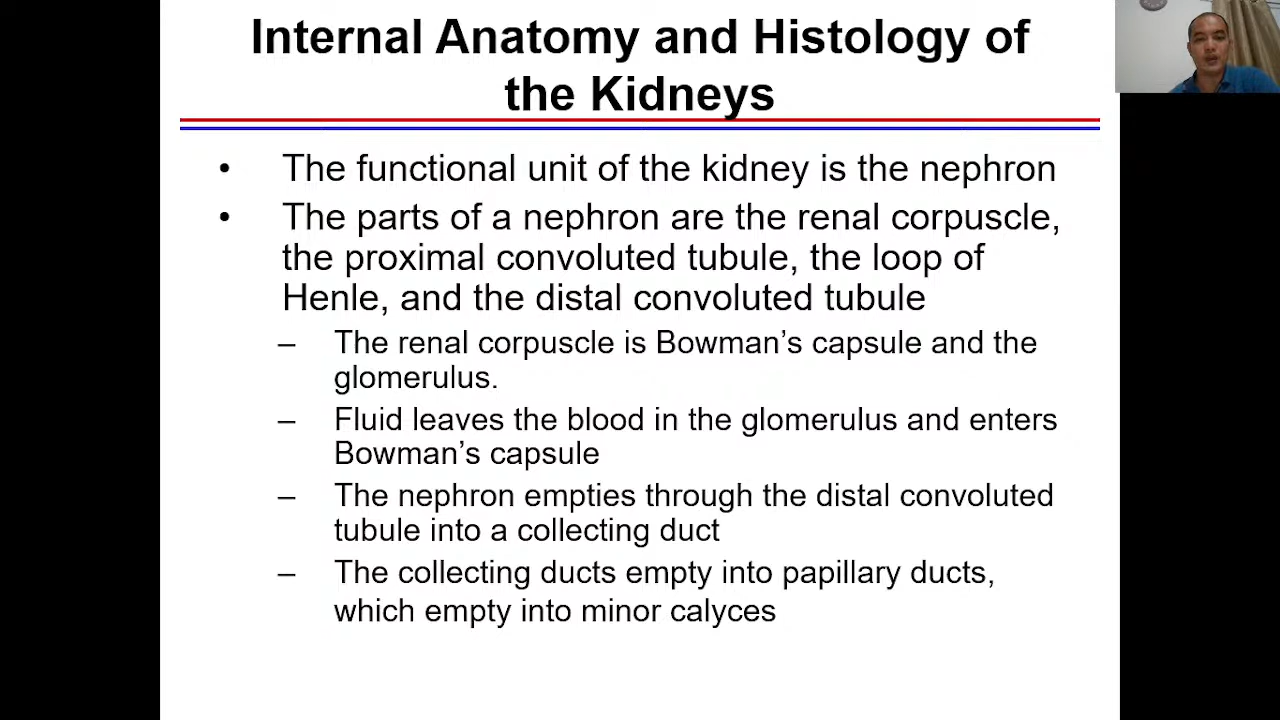 Internal Anatomy and Histology of
the Kidneys
• The functional unit of the kidney is the nephron
• The parts of a nephron are the renal corpuscle,
the proximal convoluted tubule, the loop of
Henle, and the distal convoluted tubule
– The renal corpuscle is Bowman’s capsule and the
glomerulus.
– Fluid leaves the blood in the glomerulus and enters
Bowman’s capsule
– The nephron empties through the distal convoluted
tubule into a collecting duct
– The collecting ducts empty into papillary ducts,
which empty into minor calyces